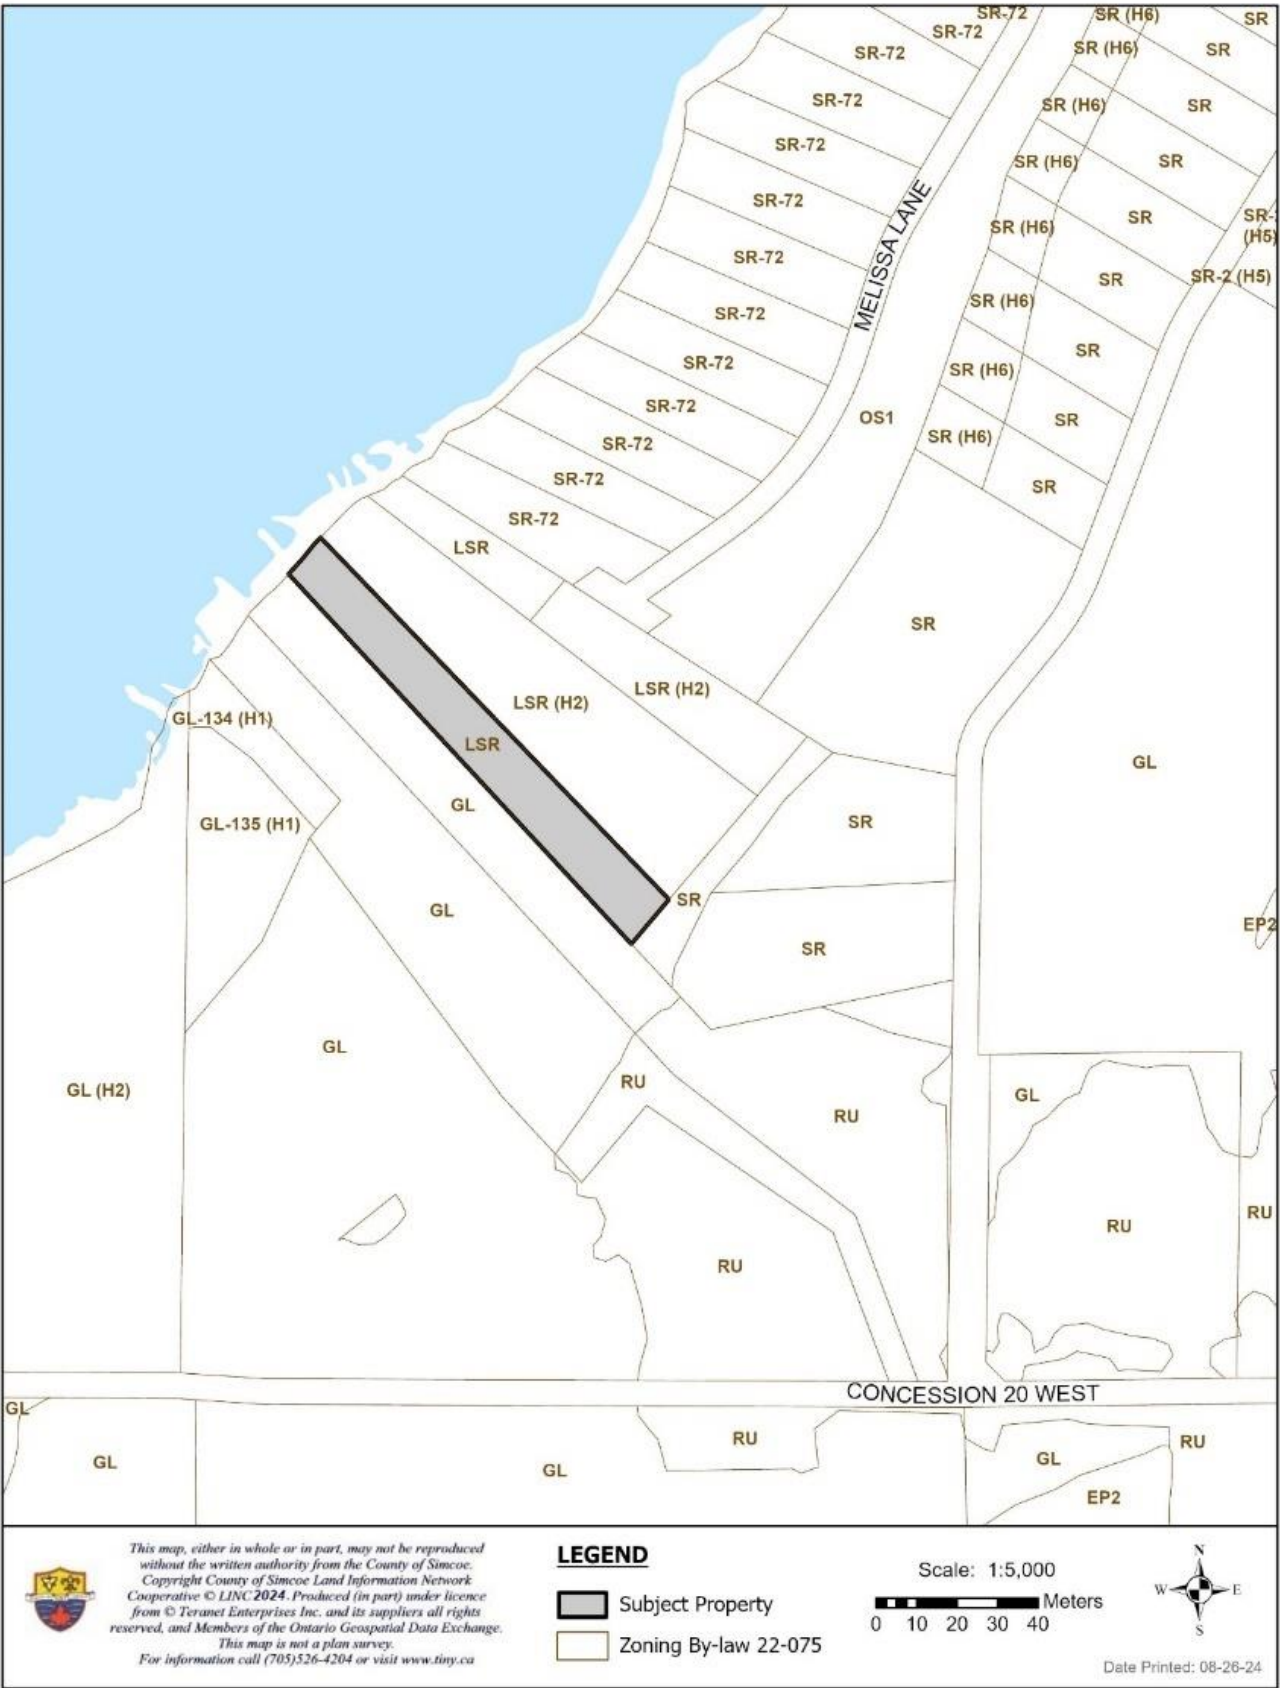 SR-72
SR (H6)
SR
SR-72
SR-72
SR (H6)
SR
SR-72
SR (H6)
SR
SR-72
SR (H6)
SR
SR-72
MELISSA LANE
SR (H6)
SR
SR-
(H5)
SR-72
SR-2 (H5)
SR-72
SR (H6)
SR
SR-72
SR (H6)
SR
SR-72
OS1
SR (H6)
SR
SR-72
SR-72
SR
SR-72
LSR
SR
LSR (H2)
LSR (H2)
GL-134 (H1)
LSR
GL
GL
GL-135 (H1)
SR
SR
GL
EP2
SR
GL
GL (H2)
RU
GL
RU
RU
RU
RU
CONCESSION 20 WEST
GL
RU
RU
GL
GL
GL
EP2
This map, either in whole or in part, may not be reproduced
without the written authority from the County of Simcoe.
Copyright County of Simcoe Land Information Network
Cooperative © LINC 2024. Produced (in part) under licence
from © Teranet Enterprises Inc. and its suppliers all rights
reserved, and Members of the Ontario Geospatial Data Exchange.
This map is not a plan survey.
For information call (705)526-4204 or visit www.tiny.ca
LEGEND
Subject Property
Zoning By-law 22-075
Scale: 1:5,000
Meters
0 10 20 30 40
N
W E
S
Date Printed: 08-26-24